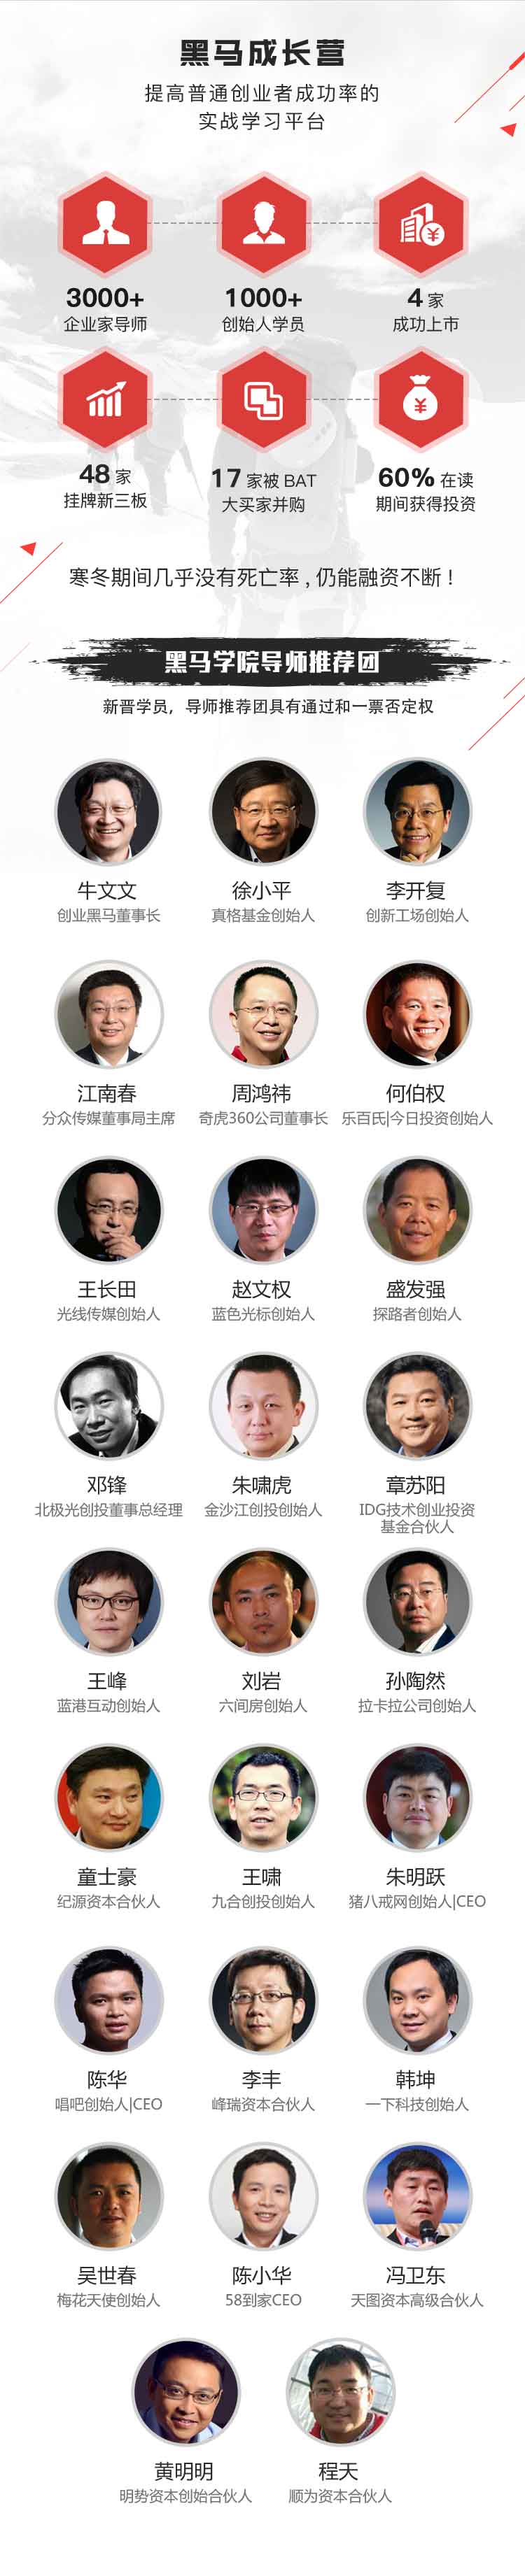 黑马成长营
提高普通创业者成功率的
实战学习平台
3000+
企业家导师
1000+
创始人学员
4 家
成功上市
48 家
挂牌新三板
17 家被 BAT
大买家并购
60% 在读
期间获得投资
寒冬期间几乎没有死亡率，仍能融资不断！
黑马学院导师推荐团
新晋学员，导师推荐团具有通过和一票否定权
牛文文
创业黑马董事长
徐小平
真格基金创始人
李开复
创新工场创始人
江南春
分众传媒董事局主席
周鸿祎
奇虎360公司董事长
何伯权
乐百氏|今日投资创始人
王长田
光线传媒创始人
赵文权
蓝色光标创始人
盛发强
探路者创始人
邓锋
北极光创投董事总经理
朱啸虎
金沙江创投创始人
章苏阳
IDG技术创业投资
基金合伙人
王峰
蓝港互动创始人
刘岩
六间房创始人
孙陶然
拉卡拉公司创始人
童士豪
纪源资本合伙人
王啸
九合创投创始人
朱明跃
猪八戒网创始人|CEO
陈华
唱吧创始人|CEO
李丰
峰瑞资本合伙人
韩坤
一下科技创始人
吴世春
梅花天使创始人
陈小华
58到家CEO
冯卫东
天图资本高级合伙人
黄明明
明势资本创始合伙人
程天
顺为资本合伙人